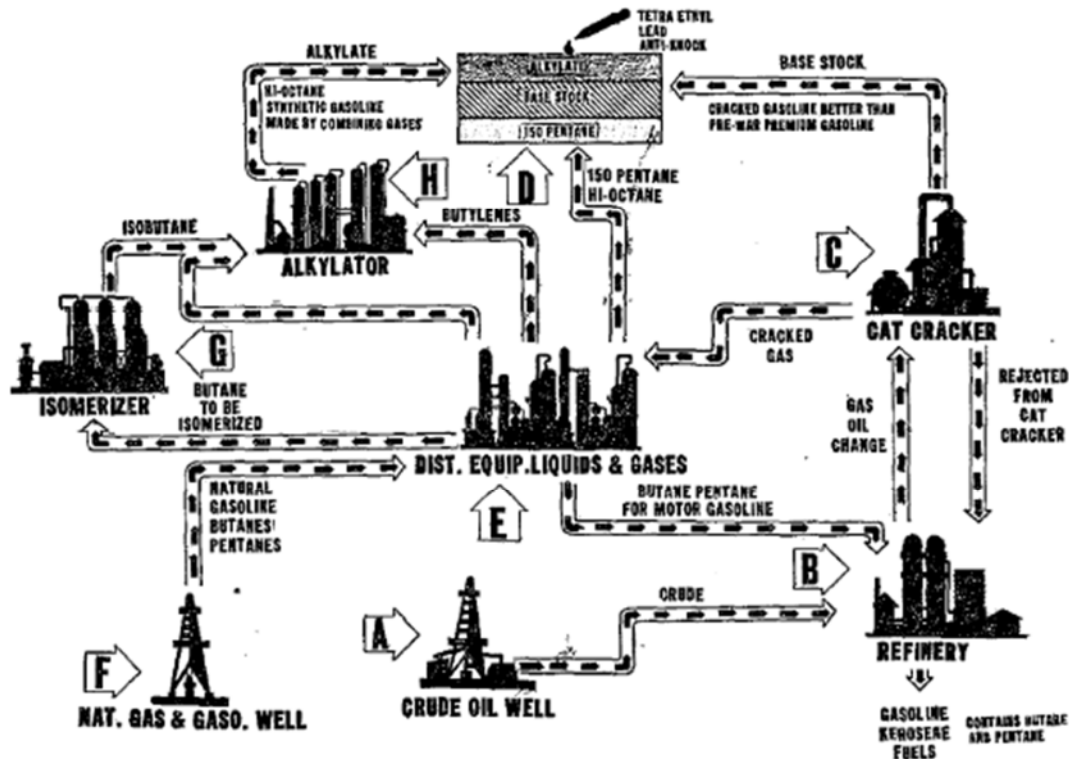 TETRA ETHYL
LEAD
ANTI-KNOCK
ALKYLATE
BASE STOCK
ALKYLATE
HI-OCTANE
SYNTHETIC GASOLINE
MADE BY COMBINING GASES
BASE STOCK
CRACKED GASOLINE BETTER THAN
PRE-WAR PREMIUM GASOLINE
150 PENTANE
H
D
150 PENTANE
HI-OCTANE
ISOBUTANE
BUTYLENES
ALKYLATOR
C
G
CRACKED
GAS
CAT CRACKER
ISOMERIZER
BUTANE
TO BE
ISOMERIZED
GAS
OIL
CHANGE
REJECTED
FROM
CAT
CRACKER
DIST. EQUIP. LIQUIDS & GASES
NATURAL
GASOLINE
BUTANES
PENTANES
E
BUTANE PENTANE
FOR MOTOR GASOLINE
B
A
CRUDE
F
REFINERY
NAT. GAS & GASO. WELL
CRUDE OIL WELL
GASOLINE
KEROSEAE
FUELS
CONTAINS BUTANE
AND PENTANE